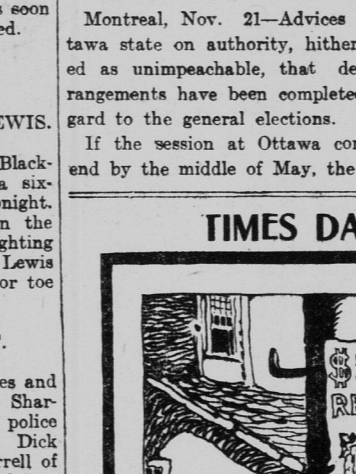 s soon
ed.
EWIS.
Black-
a six-
night.
n the
ghting
Lewis
or toe
es and
Shar-
police
Dick
rrell of
Montreal, Nov. 21—Advices
tawa state on authority, hither
ed as unimpeachable, that de
rangements have been complete
gard to the general elections.
If the session at Ottawa con
end by the middle of May, the
TIMES DA
$
RE